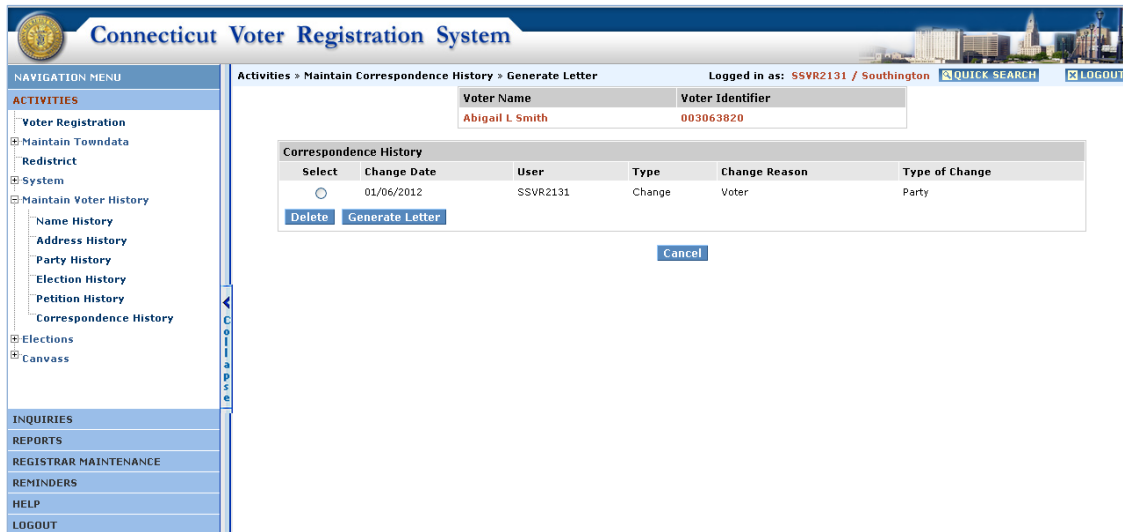 Connecticut Voter Registration System
NAVIGATION MENU
ACTIVITIES
Voter Registration
Maintain Towndata
Redistrict
System
Maintain Voter History
Name History
Address History
Party History
Election History
Petition History
Correspondence History
Elections
Canvass
INQUIRIES
REPORTS
REGISTRAR MAINTENANCE
REMINDERS
HELP
LOGOUT
Collapse
Activities » Maintain Correspondence History » Generate Letter Logged in as: SSVR2131 / Southington QUICK SEARCH LOGOUT
Voter Name Voter Identifier
Abigail L Smith 003063820
Correspondence History
Select Change Date User Type Change Reason Type of Change
01/06/2012 SSVR2131 Change Voter Party
Delete Generate Letter
Cancel